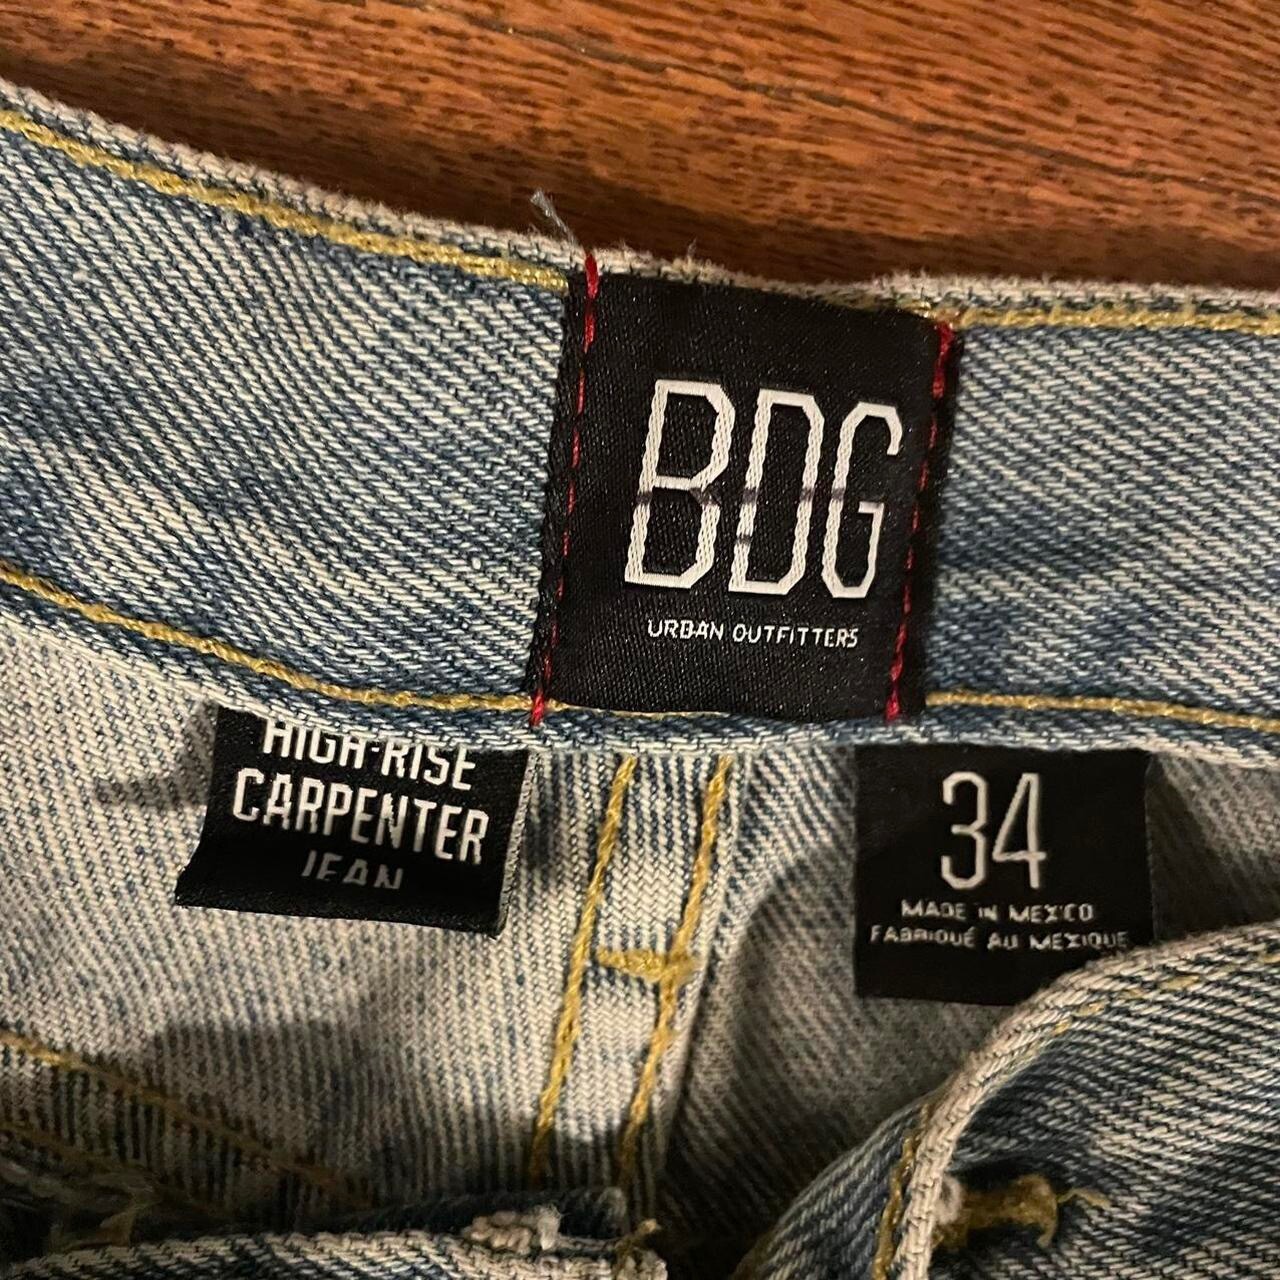 BDG
URBAN OUTFITTERS
HIGH-RISE
CARPENTER
JEAN
34
MADE IN MEXICO
FABRIQUÉ AU MEXIQUE